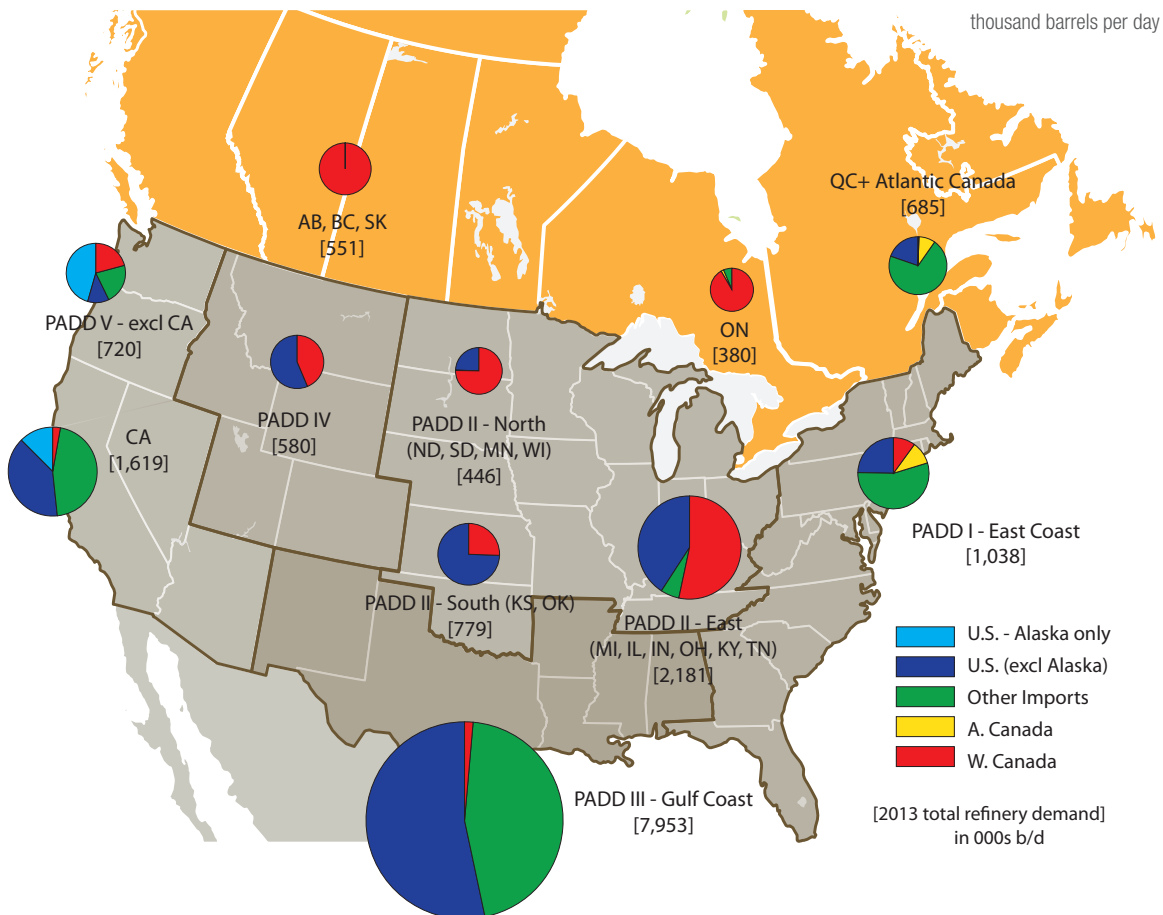 thousand barrels per day
QC+ Atlantic Canada
[685]
AB, BC, SK
[551]
PADD V - excl CA
[720]
ON
[380]
PADD IV
[580]
PADD II - North
(ND, SD, MN, WI)
[446]
CA
[1,619]
PADD I - East Coast
[1,038]
PADD II - South (KS, OK)
[779]
PADD II - East
(MI, IL, IN, OH, KY, TN)
[2,181]
U.S. - Alaska only
U.S. (excl Alaska)
Other Imports
A. Canada
W. Canada
PADD III - Gulf Coast
[7,953]
[2013 total refinery demand]
in 000s b/d